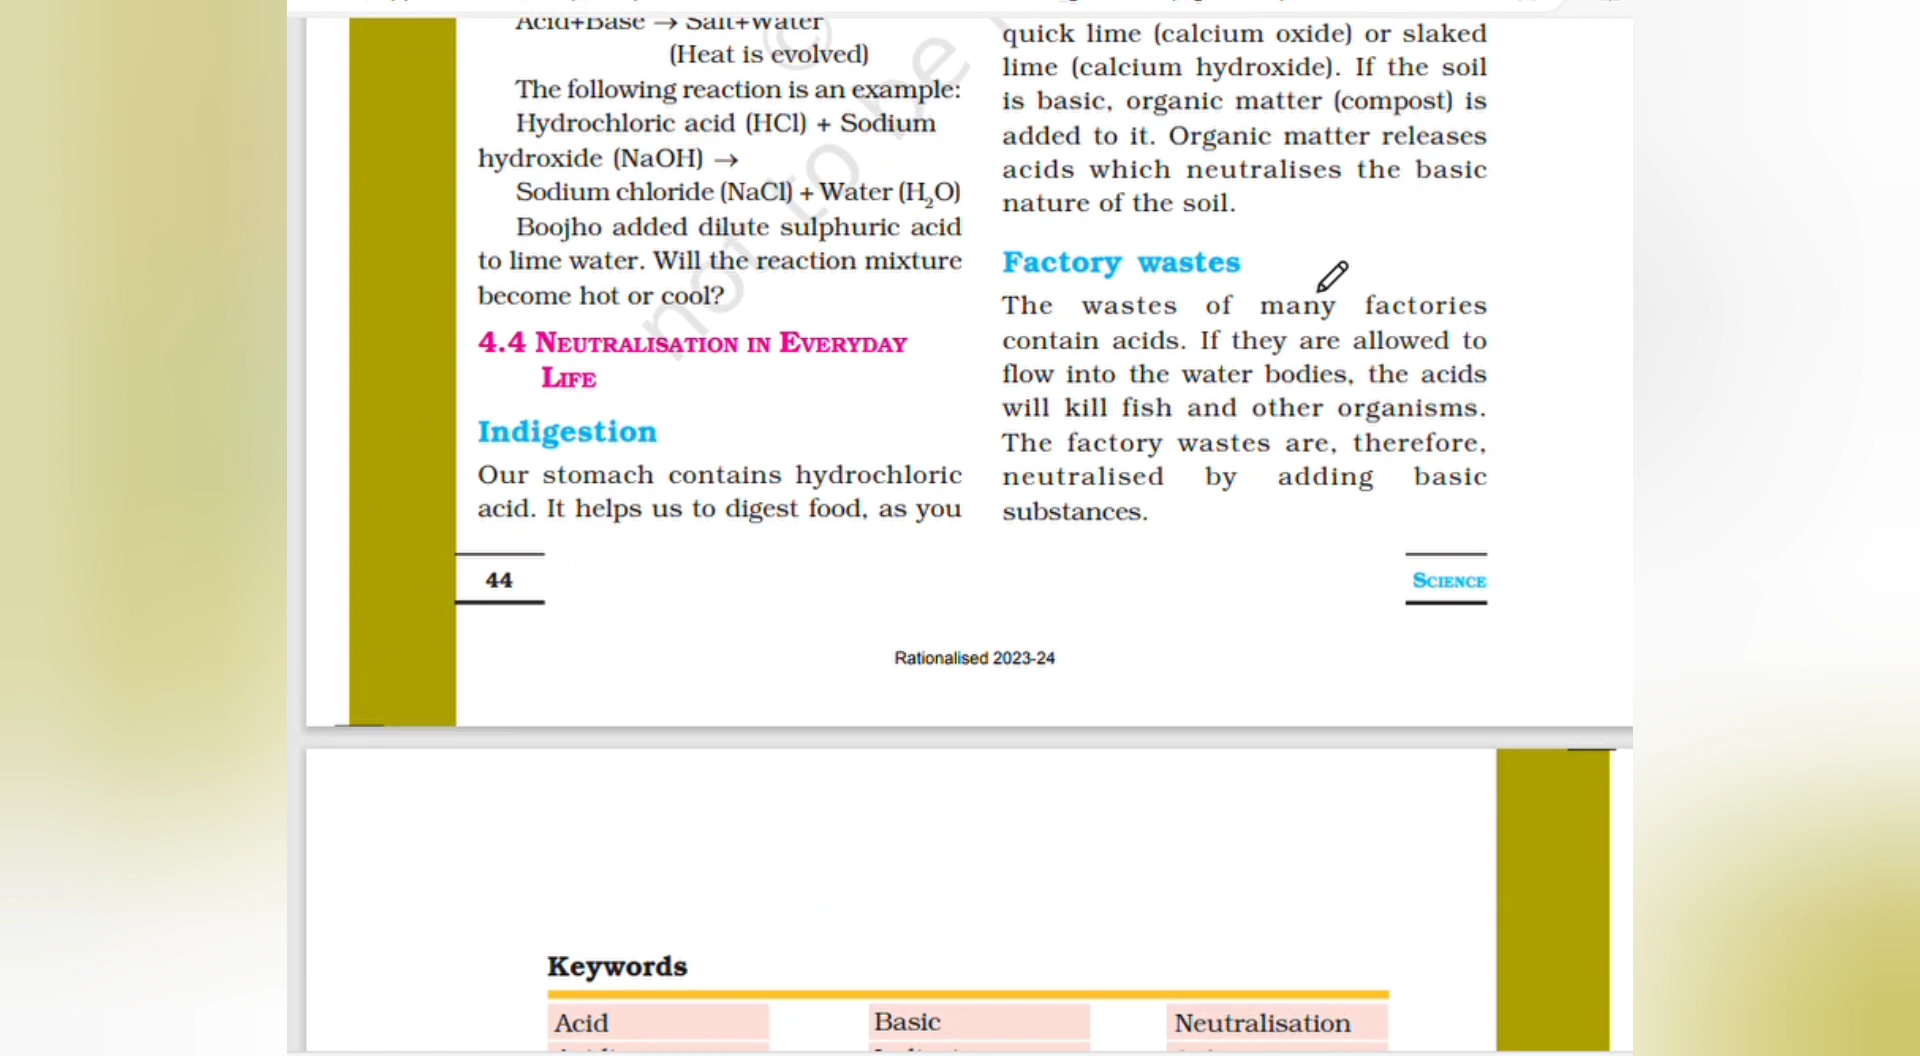 Acid+Base → Salt+Water
(Heat is evolved)
The following reaction is an example:
Hydrochloric acid (HCl) + Sodium
hydroxide (NaOH) →
Sodium chloride (NaCl) + Water (H₂O)
Boojho added dilute sulphuric acid
to lime water. Will the reaction mixture
become hot or cool?
4.4 NEUTRALISATION IN EVERYDAY
LIFE
Indigestion
Our stomach contains hydrochloric
acid. It helps us to digest food, as you
quick lime (calcium oxide) or slaked
lime (calcium hydroxide). If the soil
is basic, organic matter (compost) is
added to it. Organic matter releases
acids which neutralises the basic
nature of the soil.
Factory wastes
The wastes of many factories
contain acids. If they are allowed to
flow into the water bodies, the acids
will kill fish and other organisms.
The factory wastes are, therefore,
neutralised by adding basic
substances.
© not to be
44
SCIENCE
Rationalised 2023-24
Keywords
Acid
Basic
Neutralisation